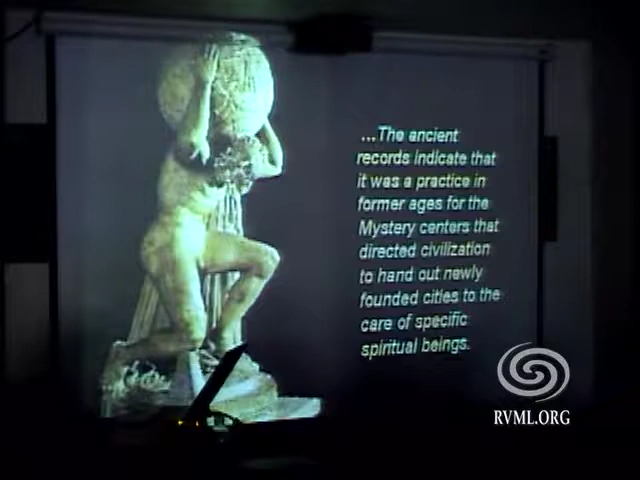 ...The ancient
records indicate that
it was a practice in
former ages for the
Mystery centers that
directed civilization
to hand out newly
founded cities to the
care of specific
spiritual beings.
RVML.ORG